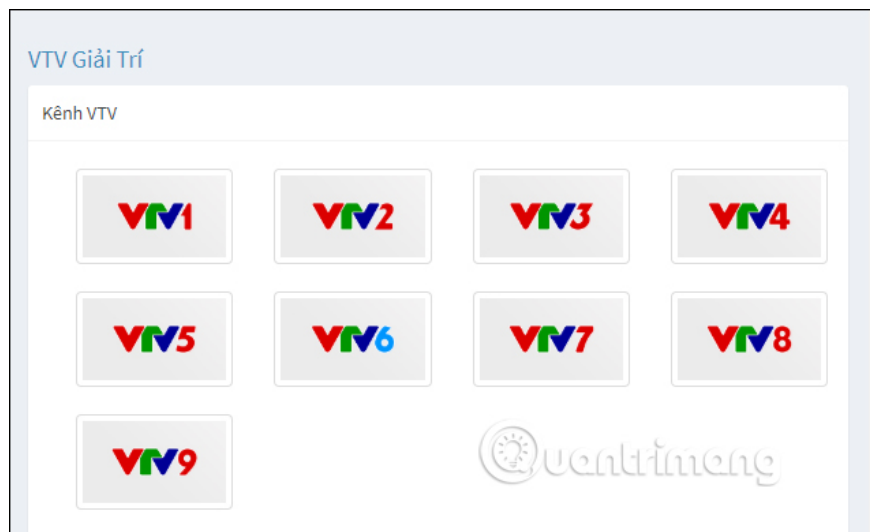 VTV Giải Trí
Kênh VTV
VTV1 VTV2 VTV3 VTV4
VTV5 VTV6 VTV7 VTV8
VTV9
Quantrimang